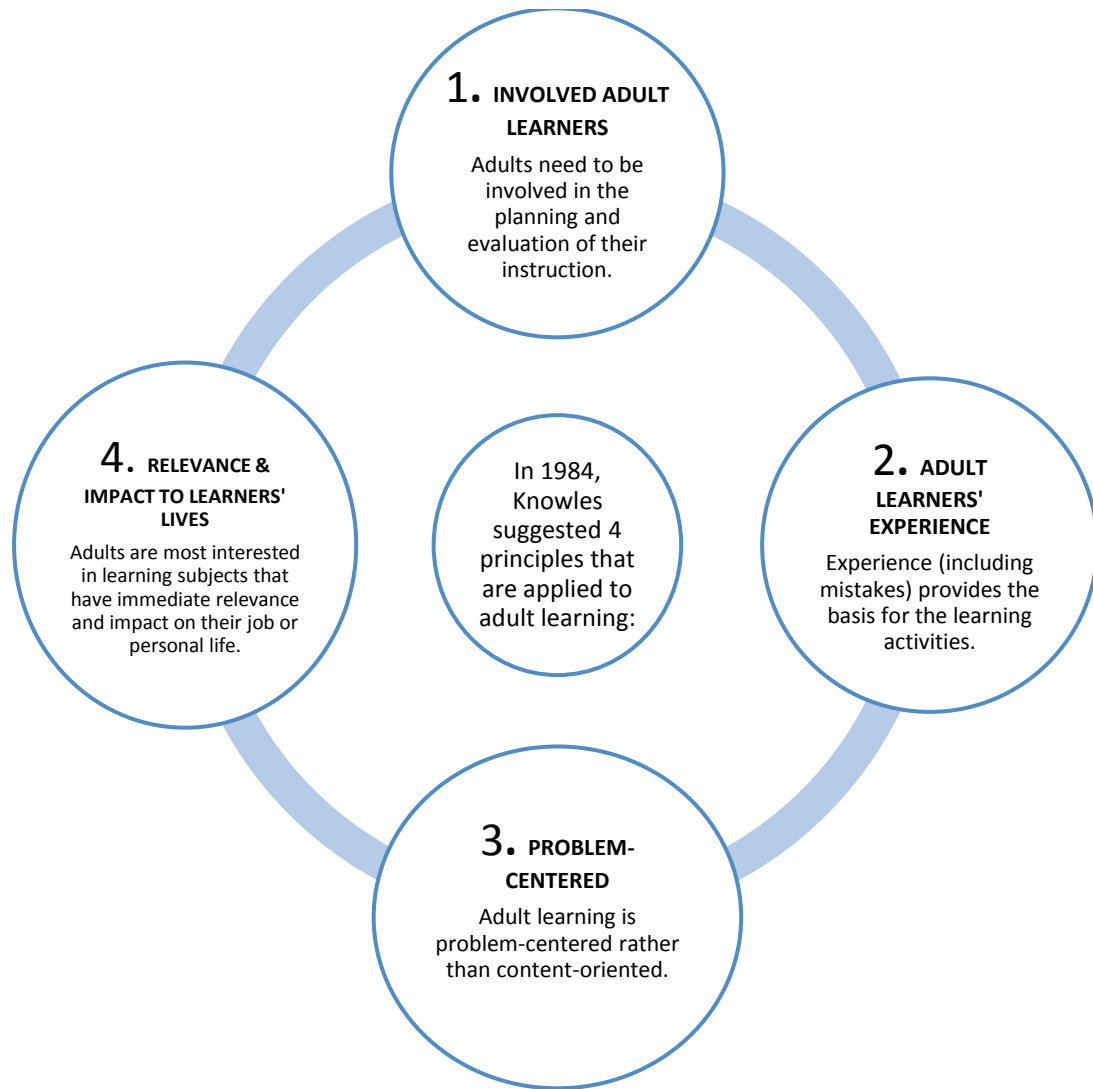 1. INVOLVED ADULT
LEARNERS
Adults need to be
involved in the
planning and
evaluation of their
instruction.
2. ADULT
LEARNERS'
EXPERIENCE
Experience (including
mistakes) provides the
basis for the learning
activities.
3. PROBLEM-
CENTERED
Adult learning is
problem-centered rather
than content-oriented.
4. RELEVANCE &
IMPACT TO LEARNERS'
LIVES
Adults are most interested
in learning subjects that
have immediate relevance
and impact on their job or
personal life.
In 1984,
Knowles
suggested 4
principles that
are applied to
adult learning: